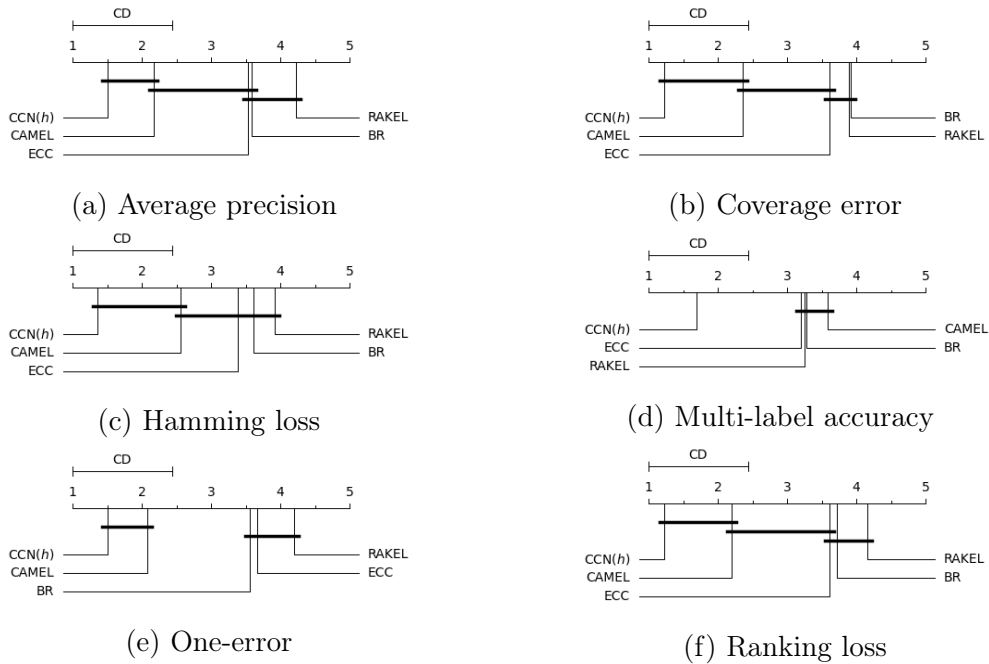 CD
1 2 3 4 5
CCN(h) RAKEL
CAMEL BR
ECC
(a) Average precision
CD
1 2 3 4 5
CCN(h) BR
CAMEL RAKEL
ECC
(b) Coverage error
CD
1 2 3 4 5
CCN(h) RAKEL
CAMEL BR
ECC
(c) Hamming loss
CD
1 2 3 4 5
CCN(h) CAMEL
ECC BR
RAKEL
(d) Multi-label accuracy
CD
1 2 3 4 5
CCN(h) RAKEL
CAMEL ECC
BR
(e) One-error
CD
1 2 3 4 5
CCN(h) RAKEL
CAMEL BR
ECC
(f) Ranking loss